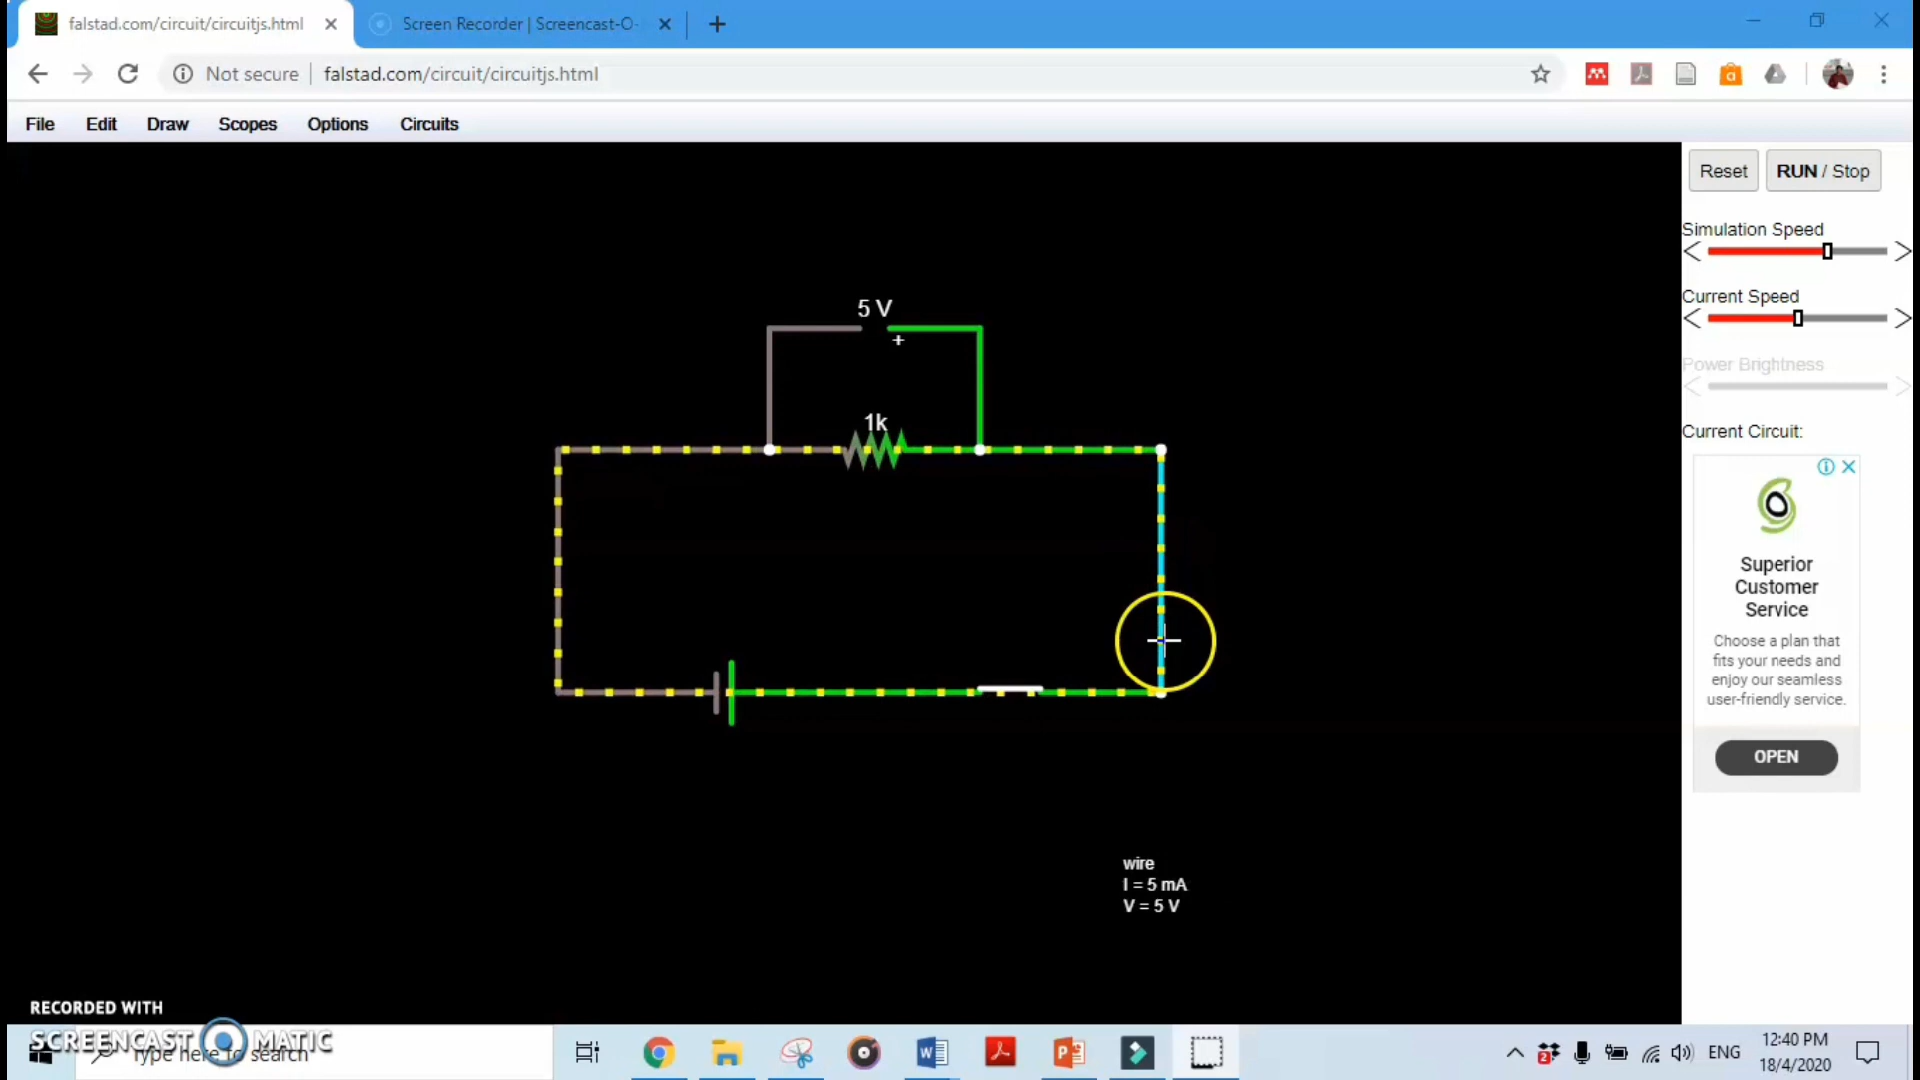 falstad.com/circuit/circuitjs.html
Screen Recorder | Screencast-O-
Not secure
falstad.com/circuit/circuitjs.html
File Edit Draw Scopes Options Circuits
Reset
RUN / Stop
Simulation Speed
Current Speed
Power Brightness
Current Circuit:
5 V
+
1k
Superior
Customer
Service
Choose a plan that
fits your needs and
enjoy our seamless
user-friendly service.
OPEN
wire
I = 5 mA
V = 5 V
RECORDED WITH
SCREENCAST MATIC
Type here to search
ENG
12:40 PM
18/4/2020